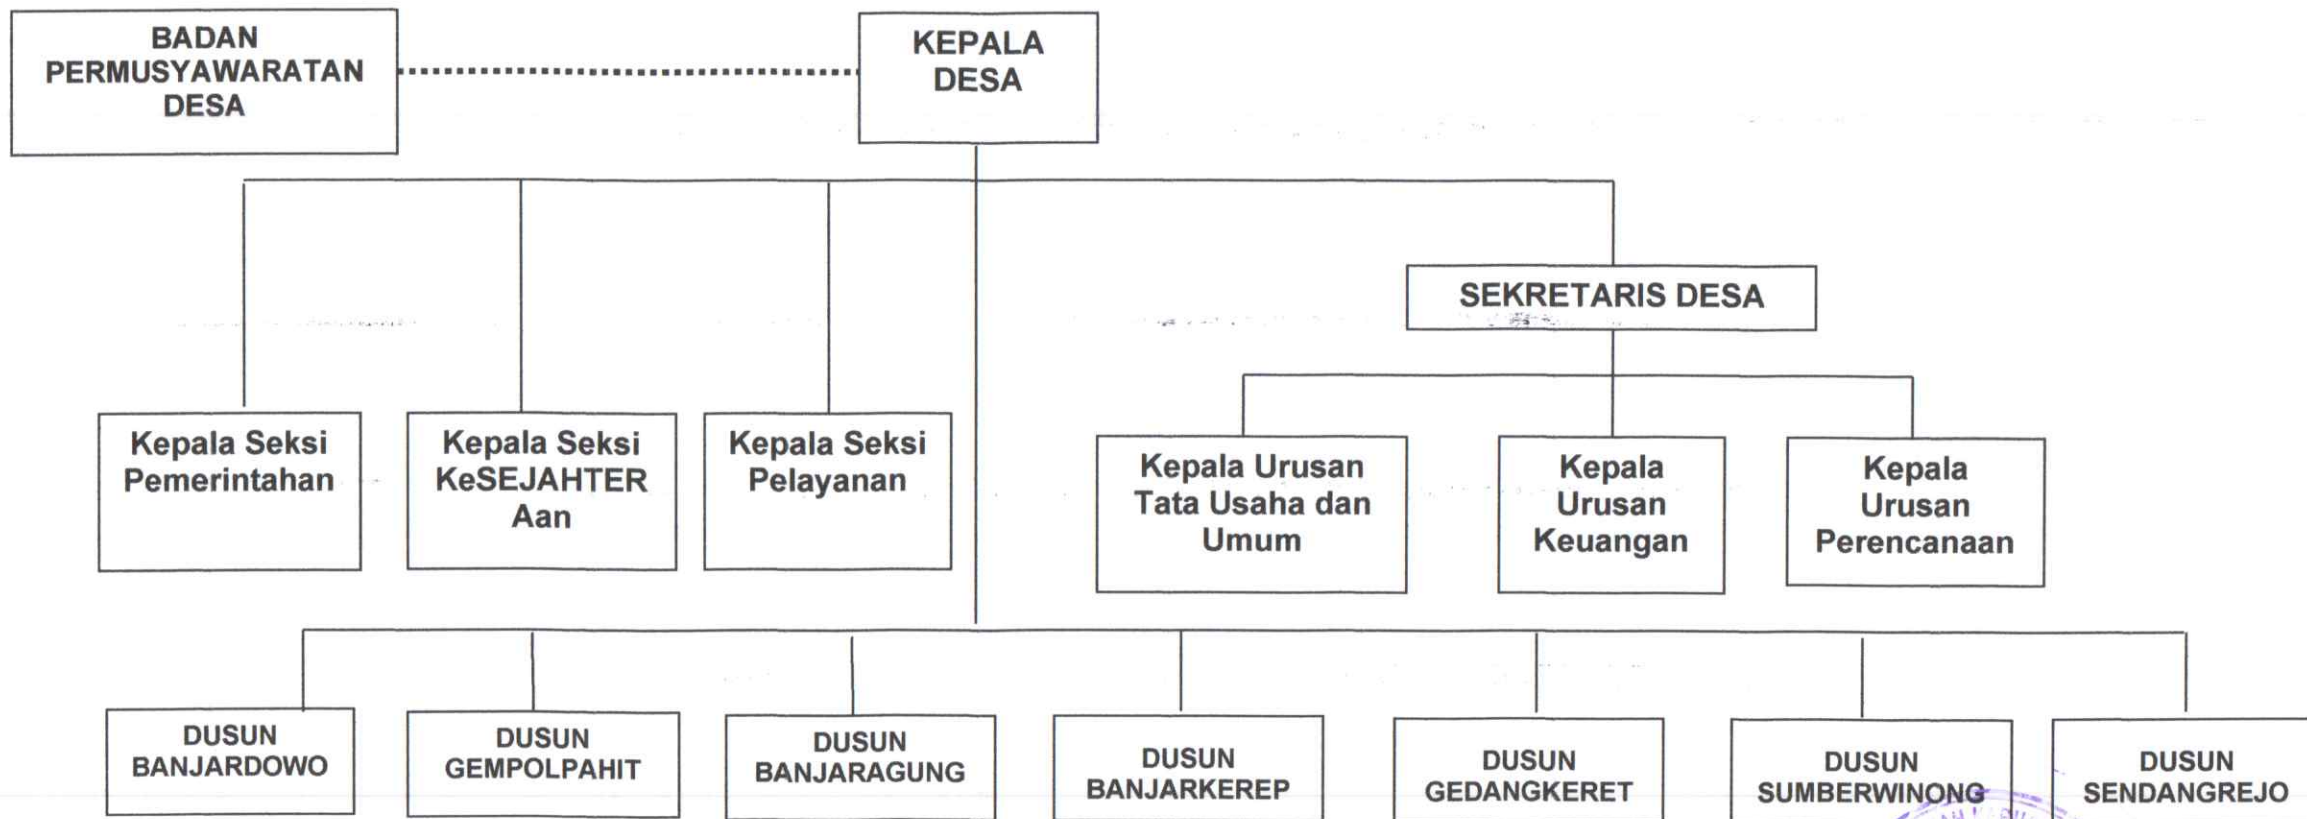 BADAN
PERMUSYAWARATAN
DESA
KEPALA
DESA
SEKRETARIS DESA
Kepala Seksi
Pemerintahan
Kepala Seksi
KeSEJAHTER
Aan
Kepala Seksi
Pelayanan
Kepala Urusan
Tata Usaha dan
Umum
Kepala
Urusan
Keuangan
Kepala
Urusan
Perencanaan
DUSUN
BANJARDOWO
DUSUN
GEMPOLPAHIT
DUSUN
BANJARAGUNG
DUSUN
BANJARKEREP
DUSUN
GEDANGKERET
DUSUN
SUMBERWINONG
DUSUN
SENDANGREJO